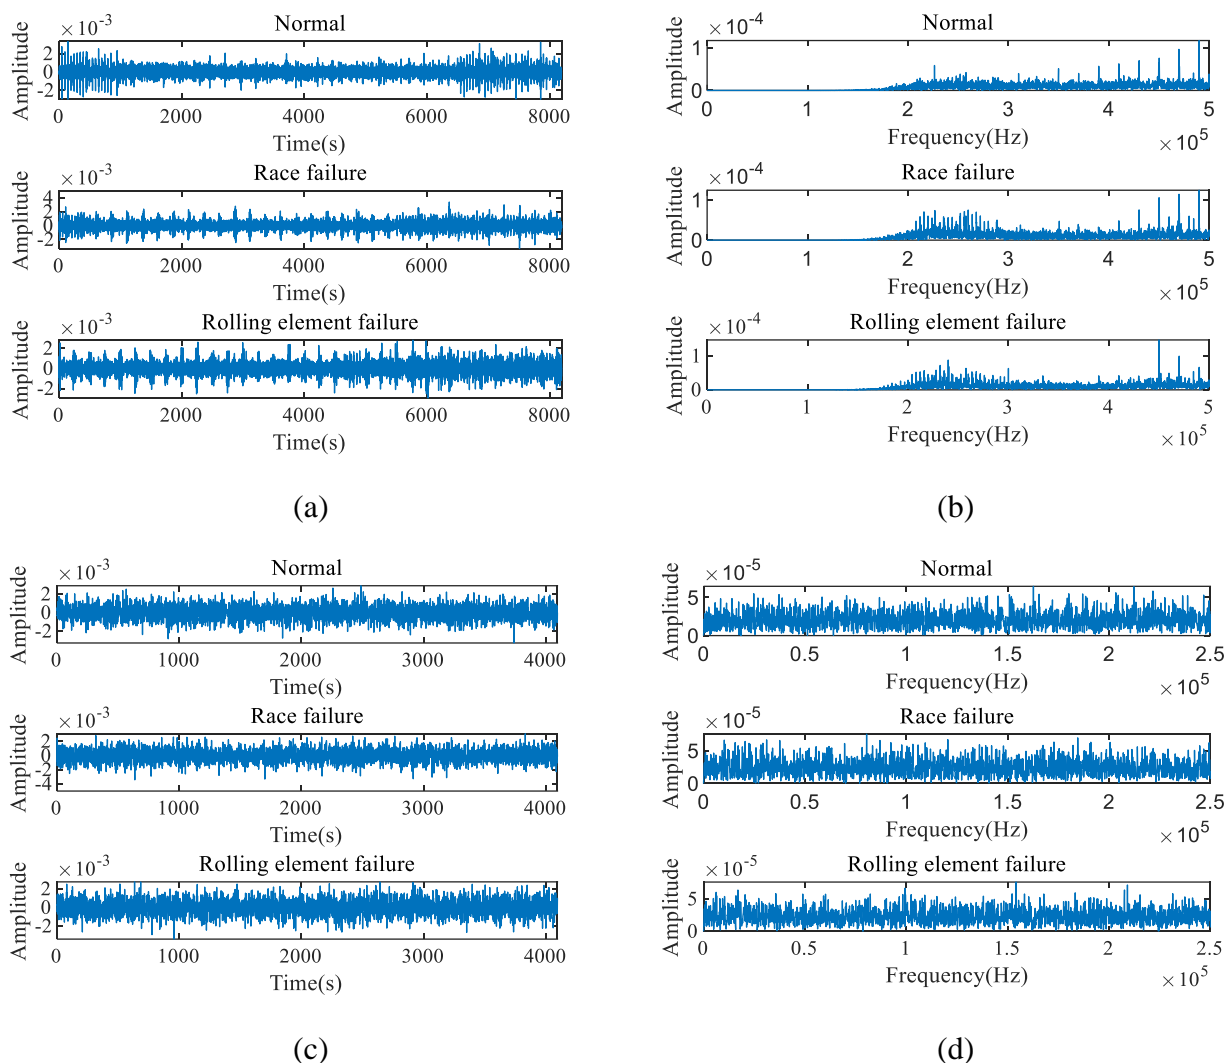 Normal
×10^-3
Amplitude
2
0
-2
0 2000 4000 6000 8000
Time(s)
Race failure
×10^-3
Amplitude
4
2
0
-2
0 2000 4000 6000 8000
Time(s)
Rolling element failure
×10^-3
Amplitude
2
0
-2
0 2000 4000 6000 8000
Time(s)
(a)
Normal
×10^-4
Amplitude
1
0
0 1 2 3 4 5
Frequency(Hz)
×10^5
Race failure
×10^-4
Amplitude
1
0
0 1 2 3 4 5
Frequency(Hz)
×10^5
Rolling element failure
×10^-4
Amplitude
1
0
0 1 2 3 4 5
Frequency(Hz)
×10^5
(b)
Normal
×10^-3
Amplitude
2
0
-2
0 1000 2000 3000 4000
Time(s)
Race failure
×10^-3
Amplitude
2
0
-2
-4
0 1000 2000 3000 4000
Time(s)
Rolling element failure
×10^-3
Amplitude
2
0
-2
0 1000 2000 3000 4000
Time(s)
(c)
Normal
×10^-5
Amplitude
5
0
0 0.5 1 1.5 2 2.5
Frequency(Hz)
×10^5
Race failure
×10^-5
Amplitude
5
0
0 0.5 1 1.5 2 2.5
Frequency(Hz)
×10^5
Rolling element failure
×10^-5
Amplitude
5
0
0 0.5 1 1.5 2 2.5
Frequency(Hz)
×10^5
(d)